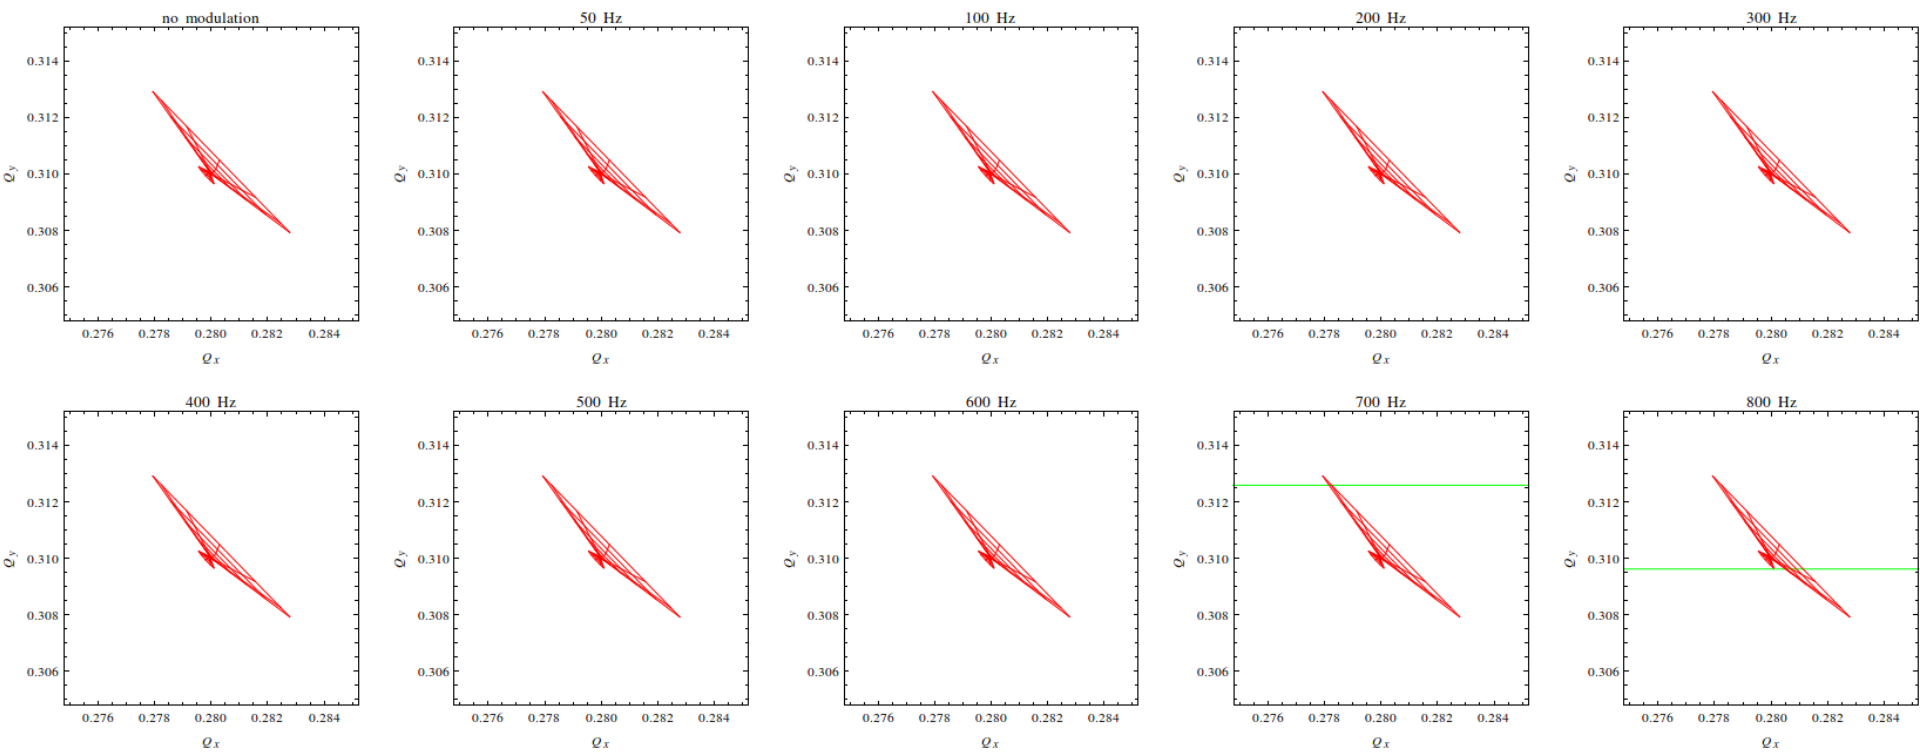 no modulation
50 Hz
100 Hz
200 Hz
300 Hz
0.314 0.314 0.314 0.314 0.314
0.312 0.312 0.312 0.312 0.312
0.310 0.310 0.310 0.310 0.310
0.308 0.308 0.308 0.308 0.308
0.306 0.306 0.306 0.306 0.306
Qy Qy Qy Qy Qy
0.276 0.278 0.280 0.282 0.284 0.276 0.278 0.280 0.282 0.284 0.276 0.278 0.280 0.282 0.284 0.276 0.278 0.280 0.282 0.284 0.276 0.278 0.280 0.282 0.284
Qx Qx Qx Qx Qx
400 Hz
500 Hz
600 Hz
700 Hz
800 Hz
0.314 0.314 0.314 0.314 0.314
0.312 0.312 0.312 0.312 0.312
0.310 0.310 0.310 0.310 0.310
0.308 0.308 0.308 0.308 0.308
0.306 0.306 0.306 0.306 0.306
Qy Qy Qy Qy Qy
0.276 0.278 0.280 0.282 0.284 0.276 0.278 0.280 0.282 0.284 0.276 0.278 0.280 0.282 0.284 0.276 0.278 0.280 0.282 0.284 0.276 0.278 0.280 0.282 0.284
Qx Qx Qx Qx Qx